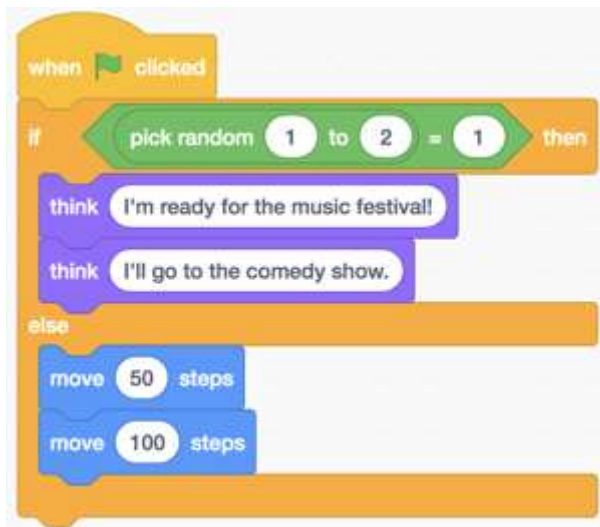 when clicked
if pick random 1 to 2 = 1 then
think I'm ready for the music festival!
think I'll go to the comedy show.
else
move 50 steps
move 100 steps